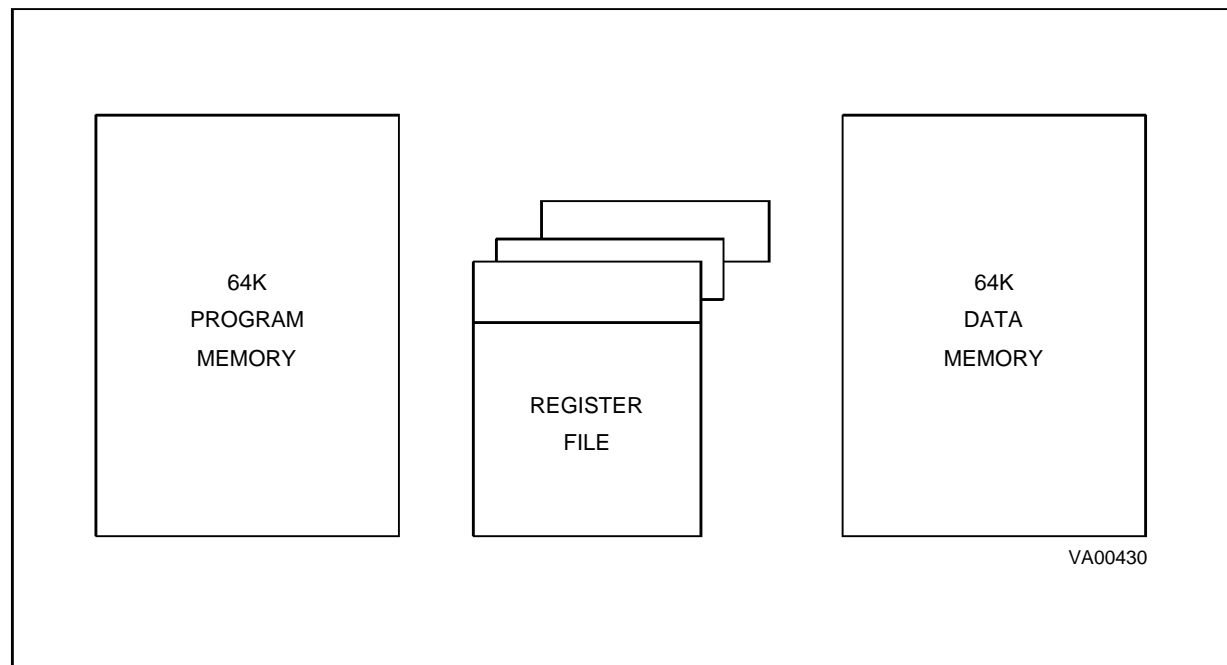 64K
PROGRAM
MEMORY
REGISTER
FILE
64K
DATA
MEMORY
VA00430